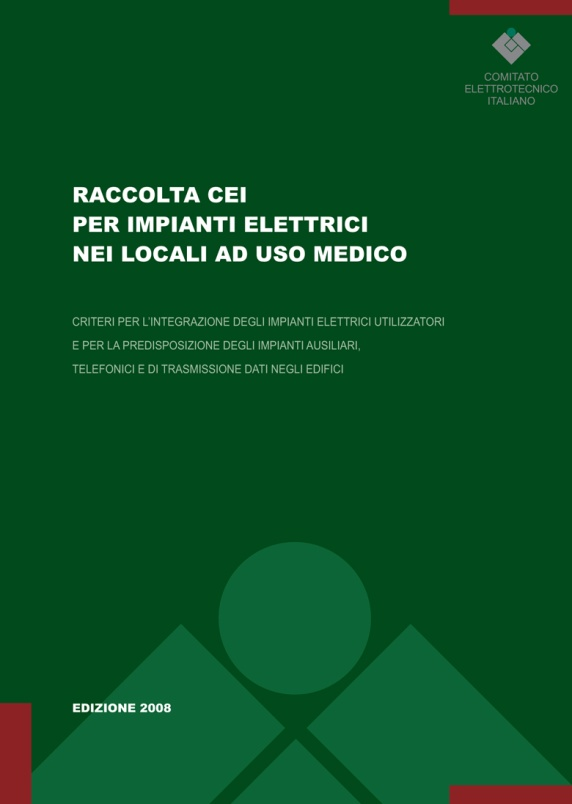 COMITATO
ELETTROTECNICO
ITALIANO
RACCOLTA CEI
PER IMPIANTI ELETTRICI
NEI LOCALI AD USO MEDICO
CRITERI PER L'INTEGRAZIONE DEGLI IMPIANTI ELETTRICI UTILIZZATORI
E PER LA PREDISPOSIZIONE DEGLI IMPIANTI AUSILIARI,
TELEFONICI E DI TRASMISSIONE DATI NEGLI EDIFICI
EDIZIONE 2008